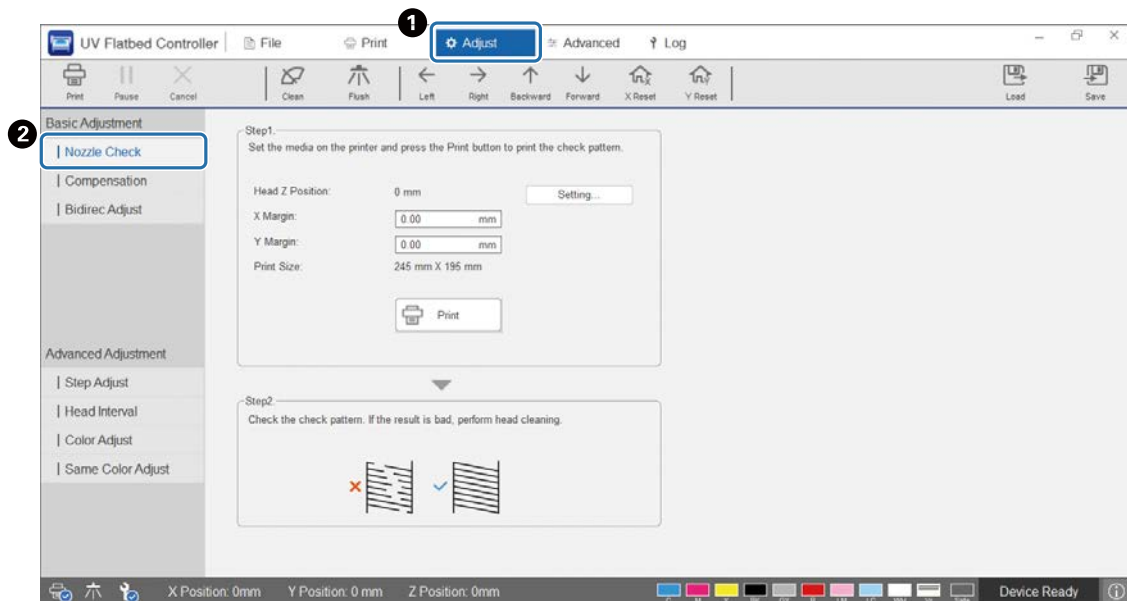 1
UV Flatbed Controller File Print Adjust Advanced Log
Print Pause Cancel Clean Flush Left Right Backward Forward X Reset Y Reset Load Save
Basic Adjustment
2
Nozzle Check
Compensation
Bidirec Adjust
Advanced Adjustment
Step Adjust
Head Interval
Color Adjust
Same Color Adjust
Step1.
Set the media on the printer and press the Print button to print the check pattern.
Head Z Position: 0 mm Setting...
X Margin: 0.00 mm
Y Margin: 0.00 mm
Print Size: 245 mm X 195 mm
Print
Step2.
Check the check pattern. If the result is bad, perform head cleaning.
X Position: 0mm Y Position: 0 mm Z Position: 0mm Device Ready